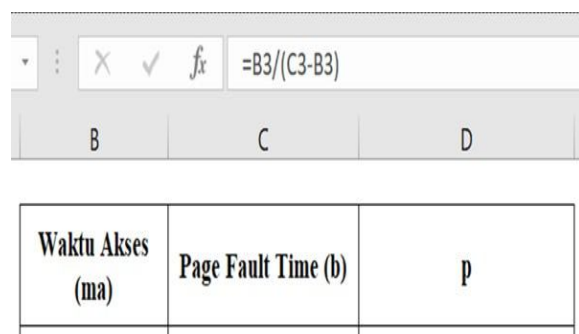 fx =B3/(C3-B3)
B C D
Waktu Akses (ma) Page Fault Time (b) p